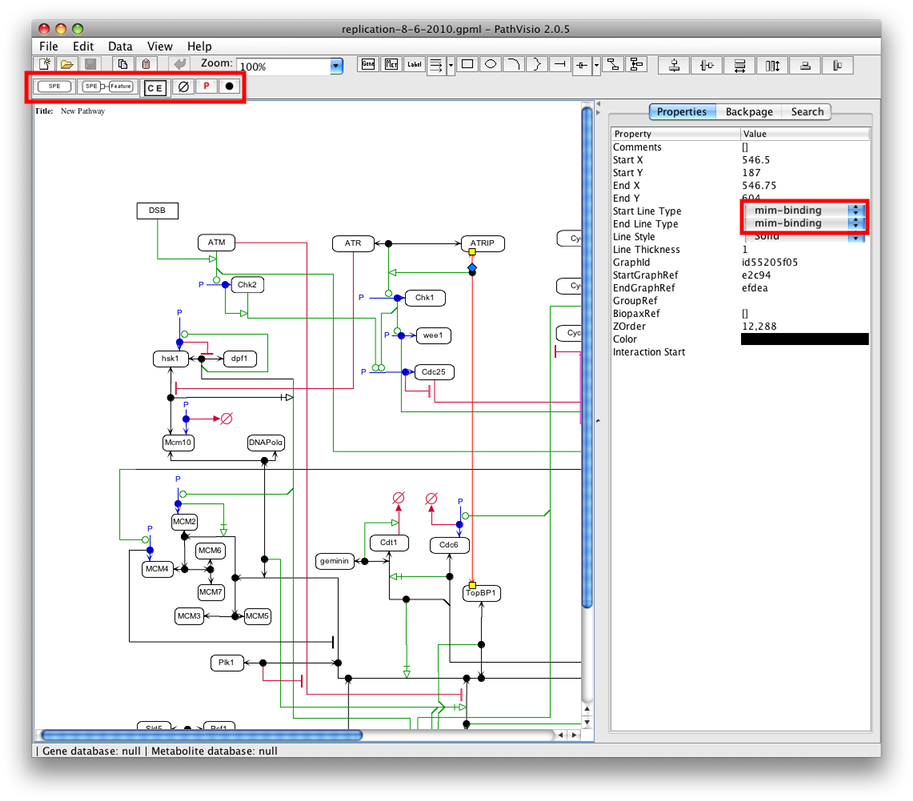 replication-8-6-2010.gpml - PathVisio 2.0.5
File Edit Data View Help
Zoom: 100% Gene Met Label
SPE SPE Feature C E P
Title: New Pathway
Properties Backpage Search
Property Value
Comments []
Start X 546.5
Start Y 187
End X 546.75
End Y 604
Start Line Type mim-binding
End Line Type mim-binding
Line Style Solid
Line Thickness 1
GraphId id55205f05
StartGraphRef e2c94
EndGraphRef efdea
GroupRef
BiopaxRef []
ZOrder 12,288
Color
Interaction Start
DSB
ATM ATR ATRIP Cy
P Chk2 P Chk1 Cy
P P wee1 Cyc
hsk1 dpf1 P Cdc25
P
Mcm10 DNAPolα
P P
MCM2
P Cdt1 Cdc6
MCM6
MCM4 geminin
MCM7 TopBP1
MCM3 MCM5
Plk1
Sld5 Psf1
| Gene database: null | Metabolite database: null